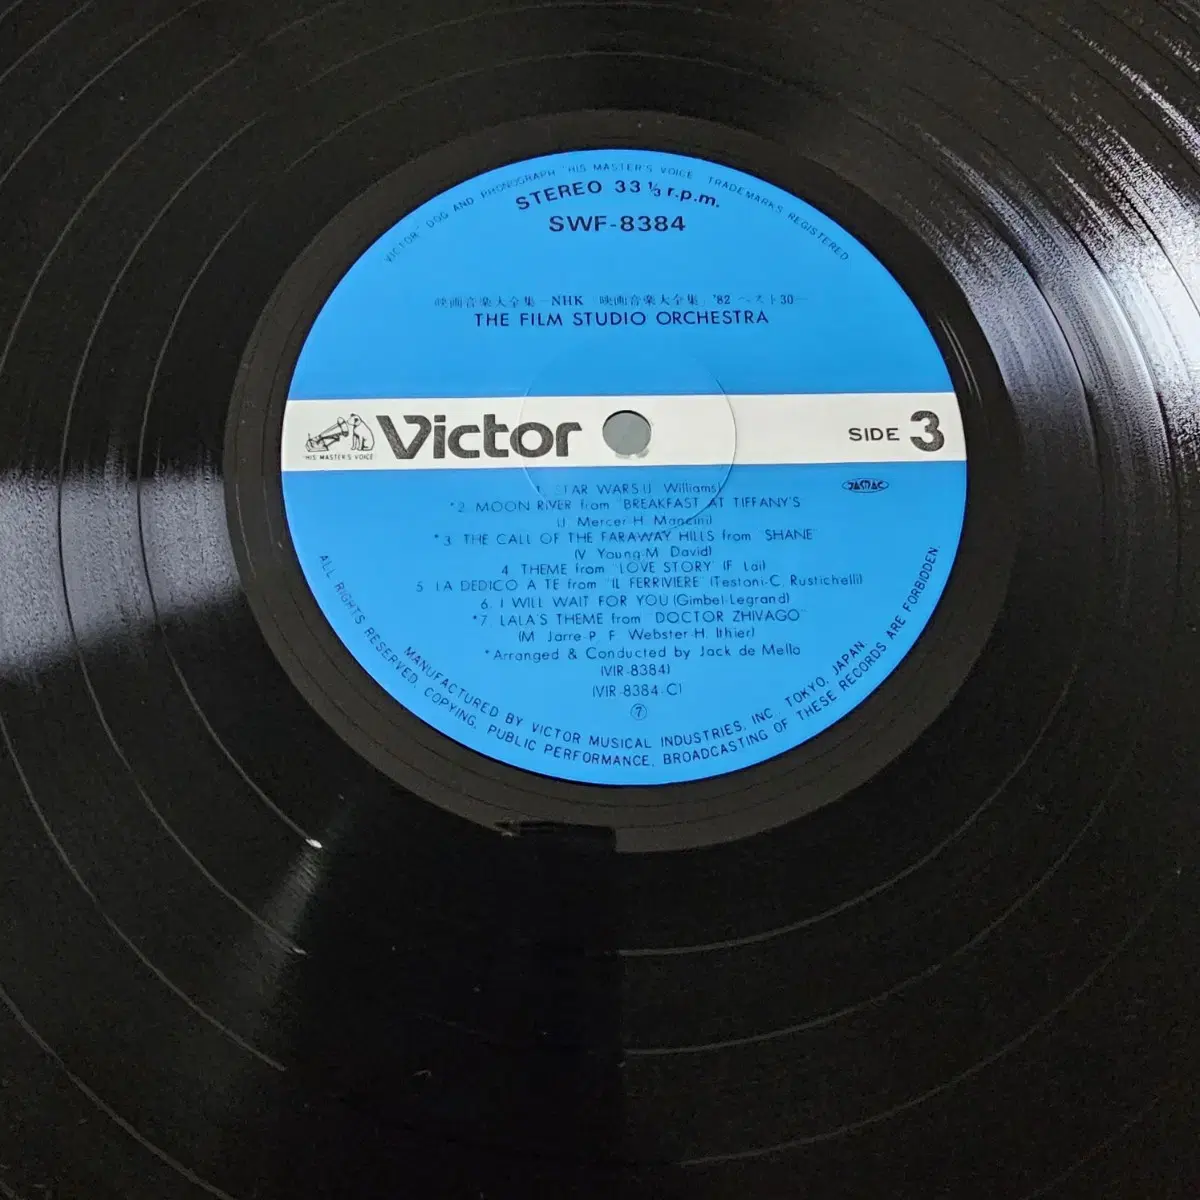 VICTOR" DOG AND PHONOGRAPH "HIS MASTER'S VOICE" TRADEMARKS REGISTERED
STEREO 33 ⅓ r.p.m.
SWF-8384
映画音楽大全集—NHK「映画音楽大全集」'82 ベスト30—
THE FILM STUDIO ORCHESTRA
"HIS MASTER'S VOICE"
Victor
SIDE 3
JASRAC
1. STAR WARS (J. Williams)
*2. MOON RIVER from "BREAKFAST AT TIFFANY'S"
(J. Mercer-H. Mancini)
*3. THE CALL OF THE FARAWAY HILLS from "SHANE"
(V. Young-M. David)
4. THEME from "LOVE STORY" (F. Lai)
5. LA DEDICO A TE from "IL FERRIVIERE" (Testoni-C. Rustichelli)
6. I WILL WAIT FOR YOU (Gimbel-Legrand)
*7. LALA'S THEME from "DOCTOR ZHIVAGO"
(M. Jarre-P. F. Webster-H. Ithier)
*Arranged & Conducted by Jack de Mello
(VIR-8384)
(VIR-8384-C)
⑦
MANUFACTURED BY VICTOR MUSICAL INDUSTRIES, INC. TOKYO, JAPAN.
ALL RIGHTS RESERVED. COPYING, PUBLIC PERFORMANCE, BROADCASTING OF THESE RECORDS ARE FORBIDDEN.